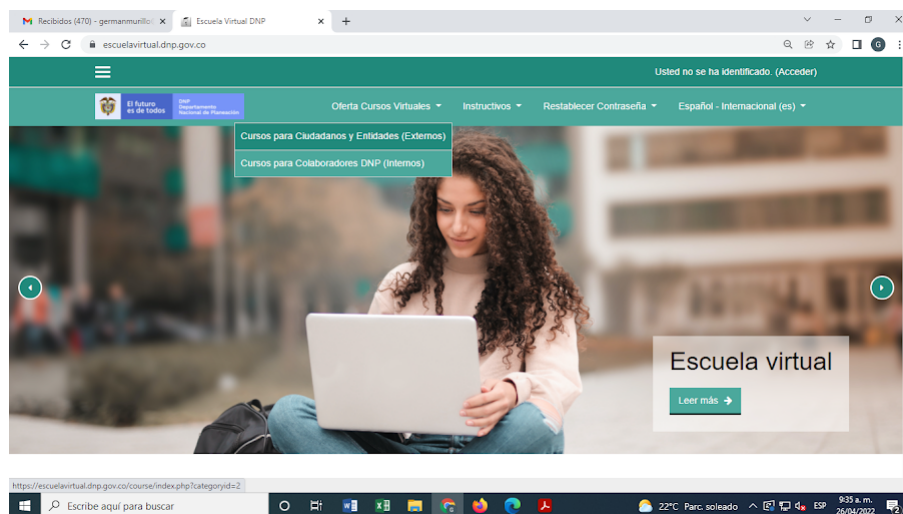 Recibidos (470) - germanmurillo
Escuela Virtual DNP
escuelavirtual.dnp.gov.co
G
Usted no se ha identificado. (Acceder)
El futuro
es de todos
DNP
Departamento
Nacional de Planeación
Oferta Cursos Virtuales
Instructivos
Restablecer Contraseña
Español - Internacional (es)
Cursos para Ciudadanos y Entidades (Externos)
Cursos para Colaboradores DNP (Internos)
Escuela virtual
Leer más
https://escuelavirtual.dnp.gov.co/course/index.php?categoryid=2
Escribe aquí para buscar
22°C Parc. soleado
ESP
9:35 a. m.
26/04/2022
2